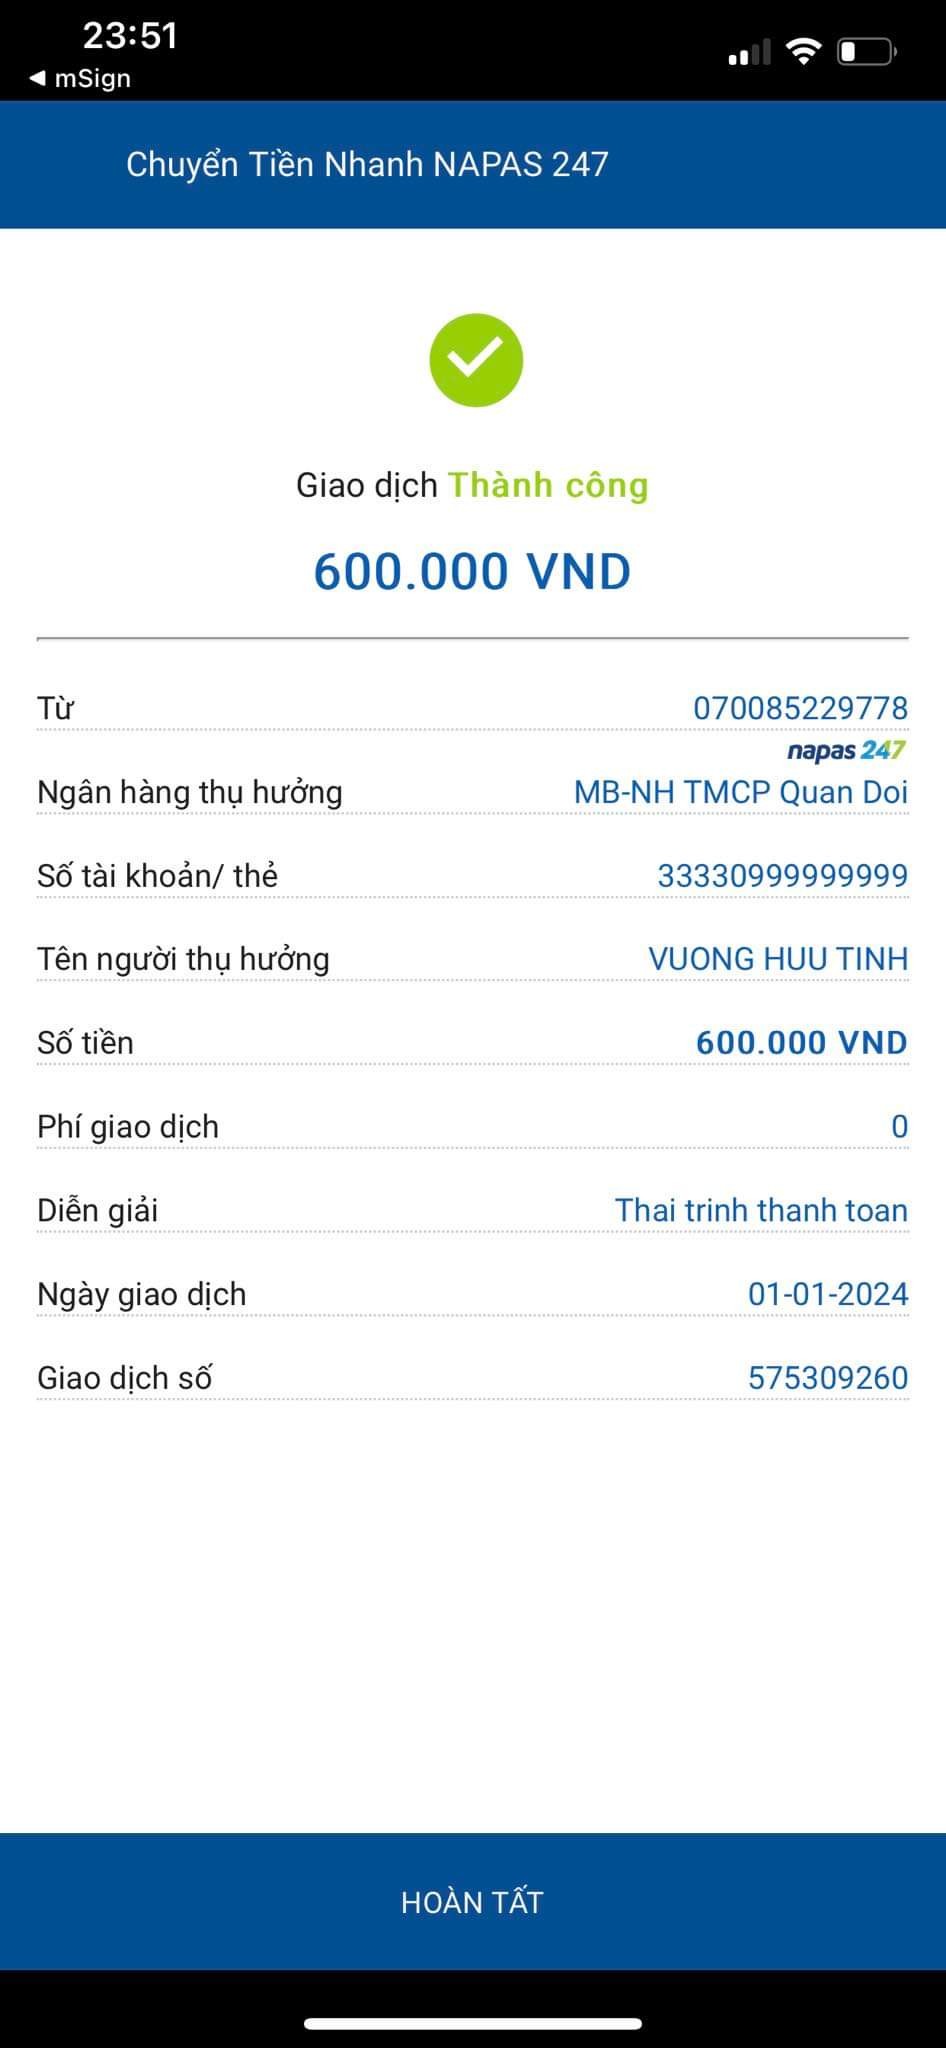 23:51
◀ mSign
Chuyển Tiền Nhanh NAPAS 247
Giao dịch Thành công
600.000 VND
Từ 070085229778
napas 247
Ngân hàng thụ hưởng MB-NH TMCP Quan Doi
Số tài khoản/ thẻ 33330999999999
Tên người thụ hưởng VUONG HUU TINH
Số tiền 600.000 VND
Phí giao dịch 0
Diễn giải Thai trinh thanh toan
Ngày giao dịch 01-01-2024
Giao dịch số 575309260
HOÀN TẤT